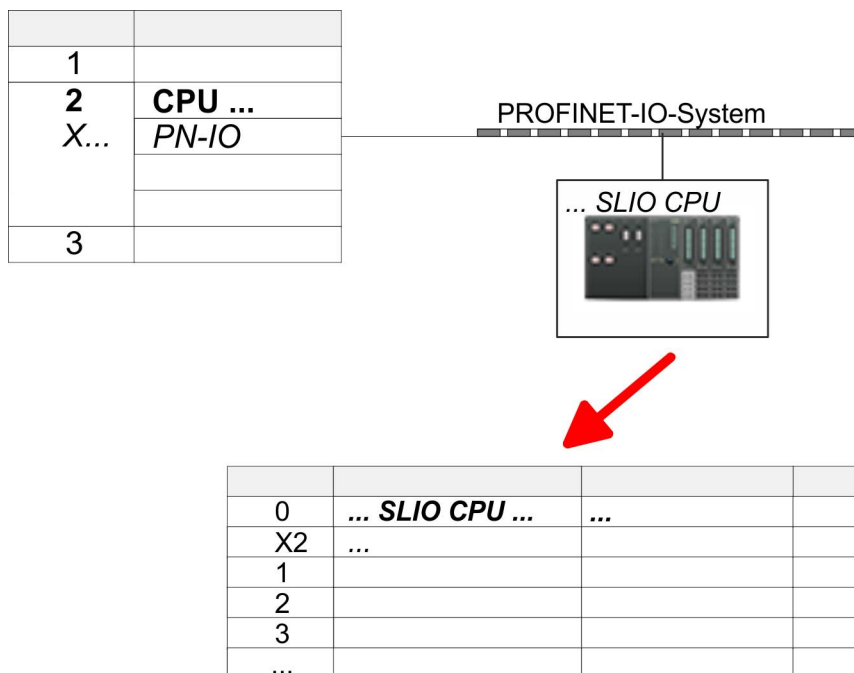 1
2 CPU ...
X... PN-IO
3
PROFINET-IO-System
... SLIO CPU
0 ... SLIO CPU ... ...
X2 ...
1
2
3
...